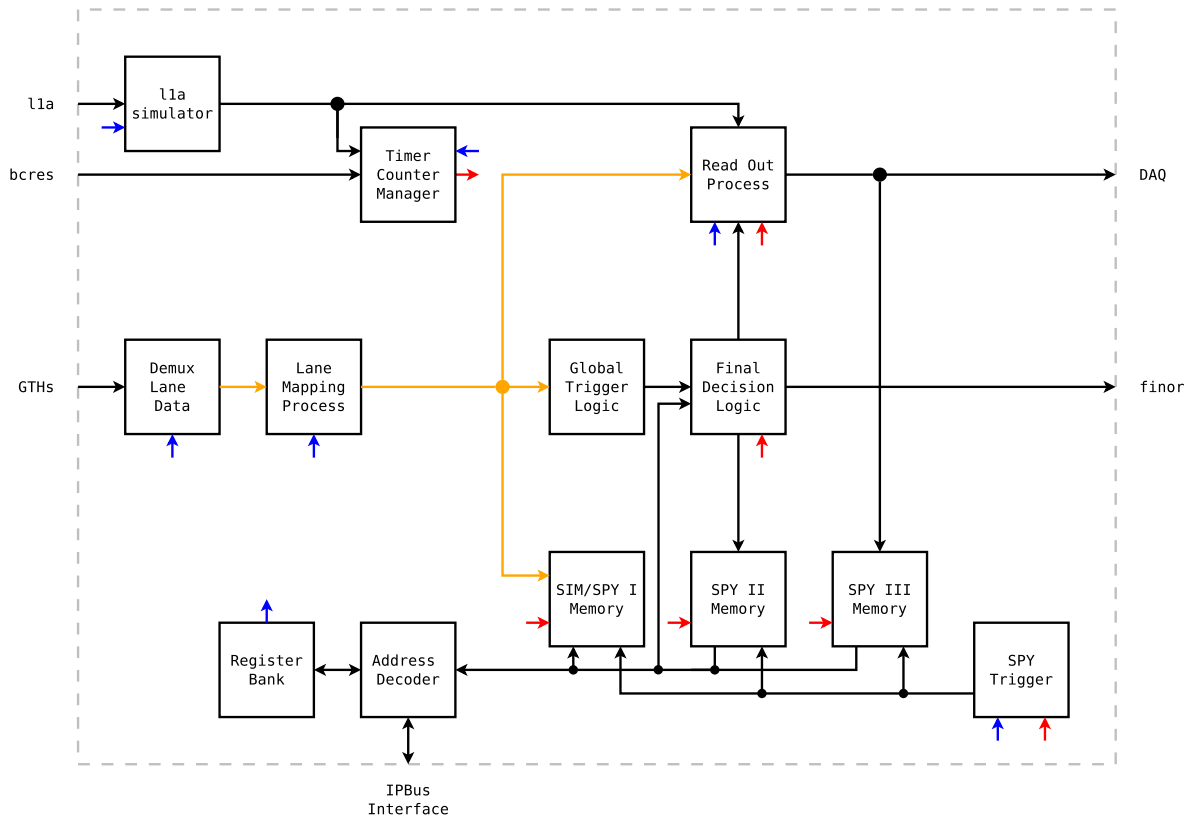 l1a
l1a
simulator
bcres
Timer
Counter
Manager
Read Out
Process
DAQ
GTHs
Demux
Lane
Data
Lane
Mapping
Process
Global
Trigger
Logic
Final
Decision
Logic
finor
SIM/SPY I
Memory
SPY II
Memory
SPY III
Memory
Register
Bank
Address
Decoder
SPY
Trigger
IPBus
Interface